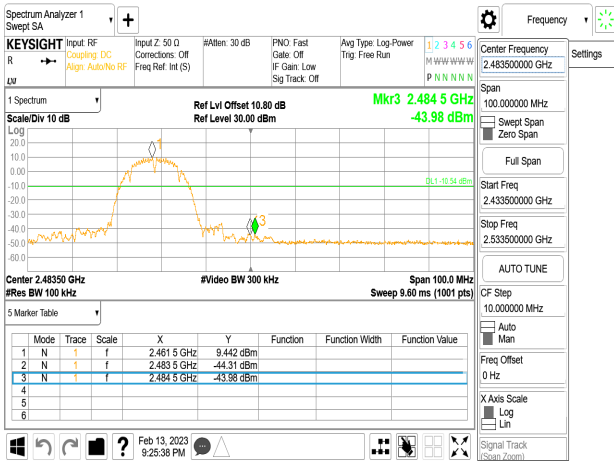 Spectrum Analyzer 1
Swept SA
Frequency
KEYSIGHT
R
LXI
Input: RF
Coupling: DC
Align: Auto/No RF
Input Z: 50 Ω
Corrections: Off
Freq Ref: Int (S)
#Atten: 30 dB
PNO: Fast
Gate: Off
IF Gain: Low
Sig Track: Off
Avg Type: Log-Power
Trig: Free Run
1 2 3 4 5 6
M W W W W W
P N N N N N
1 Spectrum
Scale/Div 10 dB
Ref Lvl Offset 10.80 dB
Ref Level 30.00 dBm
Mkr3 2.484 5 GHz
-43.98 dBm
Log
20.0
10.0
0.00
-10.0
-20.0
-30.0
-40.0
-50.0
-60.0
1
3
DL1 -10.54 dBm
Center 2.48350 GHz
#Res BW 100 kHz
#Video BW 300 kHz
Span 100.0 MHz
Sweep 9.60 ms (1001 pts)
5 Marker Table
Mode Trace Scale X Y Function Function Width Function Value
1 N 1 f 2.461 5 GHz 9.442 dBm
2 N 1 f 2.483 5 GHz -44.31 dBm
3 N 1 f 2.484 5 GHz -43.98 dBm
4
5
6
Feb 13, 2023
9:25:38 PM
Center Frequency
2.483500000 GHz
Settings
Span
100.000000 MHz
Swept Span
Zero Span
Full Span
Start Freq
2.433500000 GHz
Stop Freq
2.533500000 GHz
AUTO TUNE
CF Step
10.000000 MHz
Auto
Man
Freq Offset
0 Hz
X Axis Scale
Log
Lin
Signal Track
(Span Zoom)